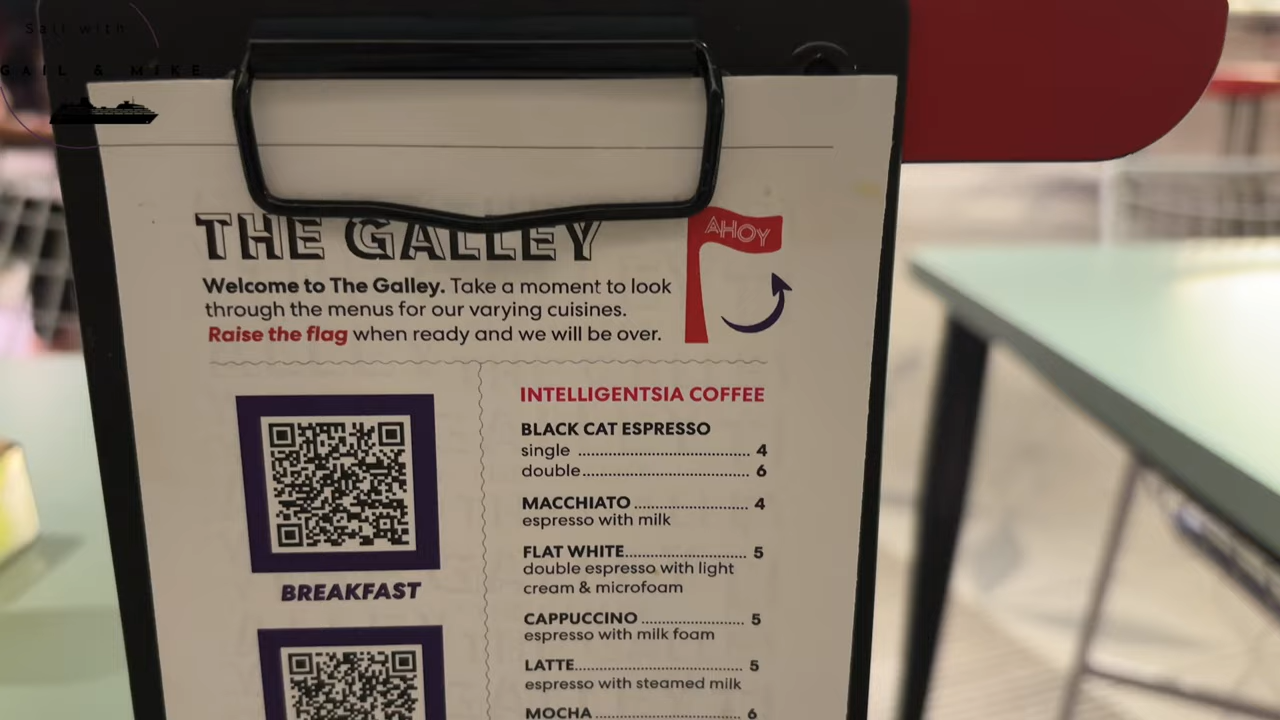 Sail with
GAIL & MIKE
THE GALLEY
AHOY
Welcome to The Galley. Take a moment to look
through the menus for our varying cuisines.
Raise the flag when ready and we will be over.
BREAKFAST
INTELLIGENTSIA COFFEE
BLACK CAT ESPRESSO
single ........................................ 4
double....................................... 6
MACCHIATO .......................... 4
espresso with milk
FLAT WHITE............................ 5
double espresso with light
cream & microfoam
CAPPUCCINO ........................ 5
espresso with milk foam
LATTE....................................... 5
espresso with steamed milk
MOCHA ................................... 6